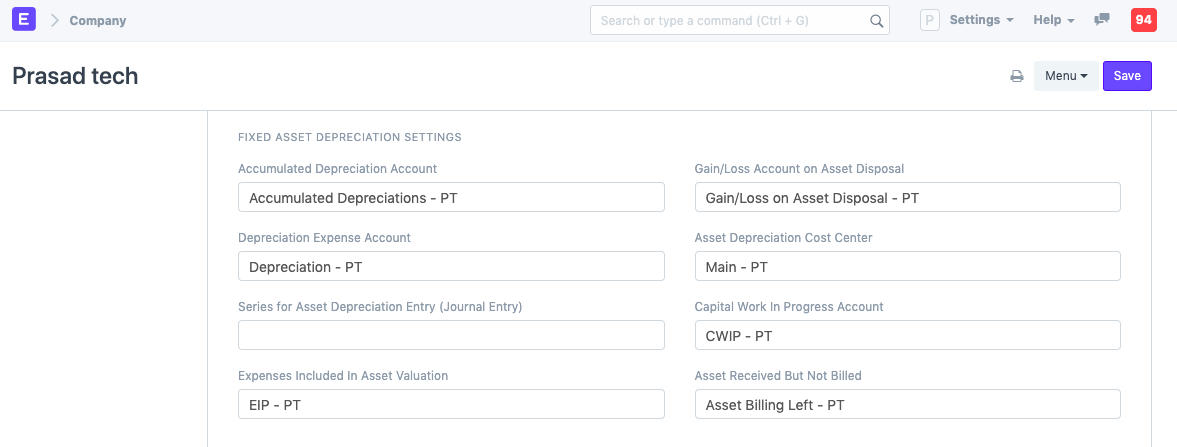 E
Company
Search or type a command (Ctrl + G)
P
Settings
Help
94
Prasad tech
Menu
Save
FIXED ASSET DEPRECIATION SETTINGS
Accumulated Depreciation Account
Gain/Loss Account on Asset Disposal
Accumulated Depreciations - PT
Gain/Loss on Asset Disposal - PT
Depreciation Expense Account
Asset Depreciation Cost Center
Depreciation - PT
Main - PT
Series for Asset Depreciation Entry (Journal Entry)
Capital Work In Progress Account
CWIP - PT
Expenses Included In Asset Valuation
Asset Received But Not Billed
EIP - PT
Asset Billing Left - PT